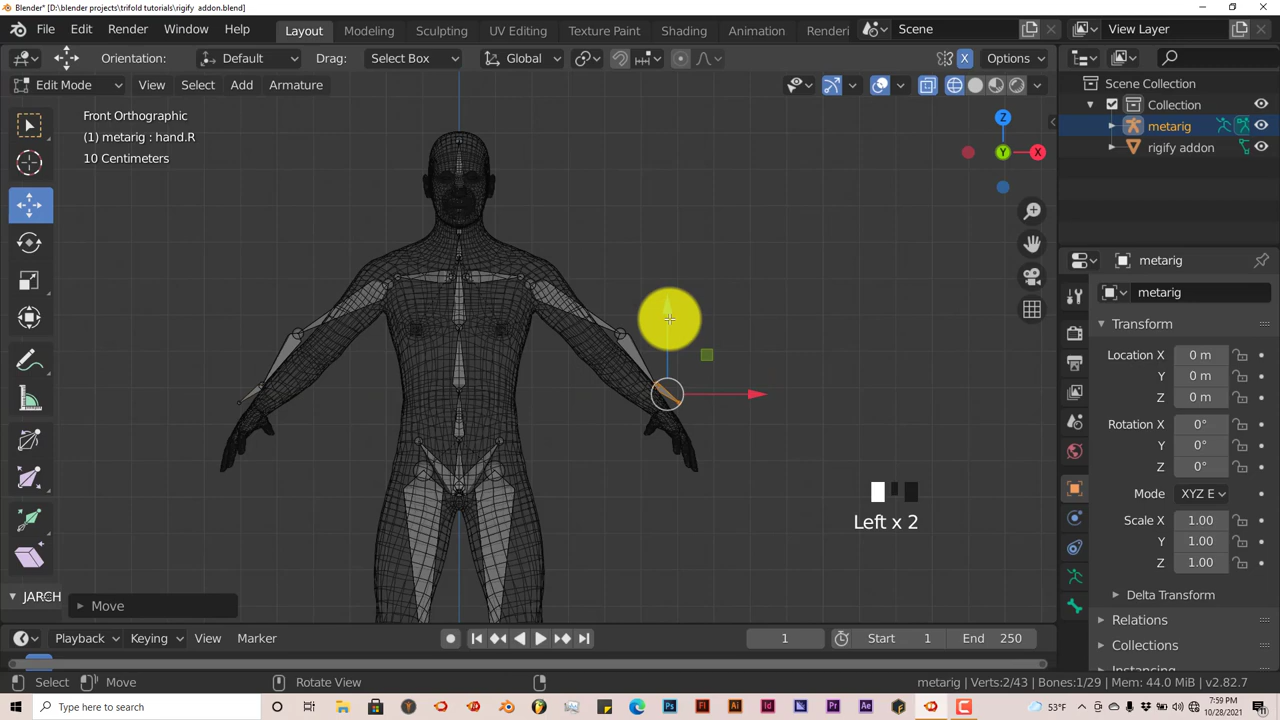 Blender* [D:\blender projects\trifold tutorials\rigify  addon.blend]
File Edit Render Window Help Layout Modeling Sculpting UV Editing Texture Paint Shading Animation Renderi Scene View Layer
Orientation: Default Drag: Select Box Global X Options
Edit Mode View Select Add Armature
Scene Collection
Collection
metarig
rigify addon
Front Orthographic
(1) metarig : hand.R
10 Centimeters
Z
Y
X
metarig
metarig
Transform
Location X 0 m
Y 0 m
Z 0 m
Rotation X 0°
Y 0°
Z 0°
Mode XYZ E
Scale X 1.00
Y 1.00
Z 1.00
Delta Transform
Relations
Collections
Instancing
Left x 2
JARCH
Move
Playback Keying View Marker 1 Start 1 End 250
Select Move Rotate View metarig | Verts:2/43 | Bones:1/29 | Mem: 44.0 MiB | v2.82.7
Type here to search
53°F
7:59 PM
10/28/2021